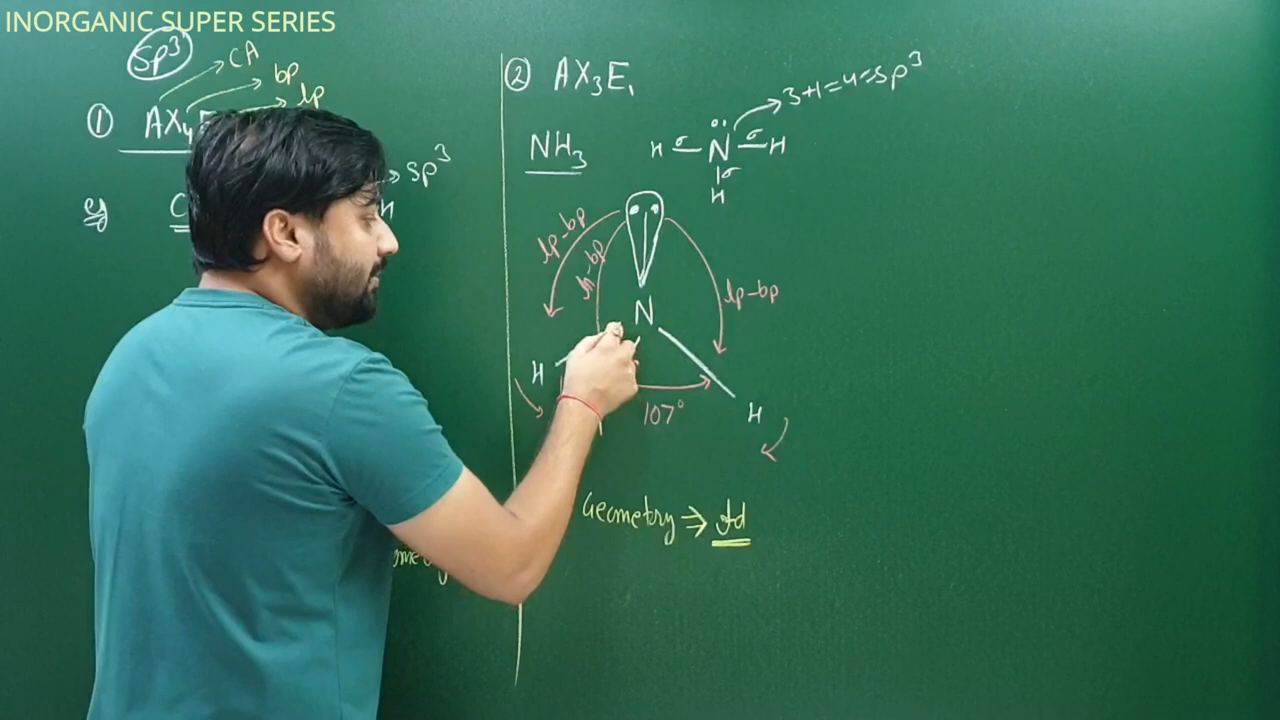 INORGANIC SUPER SERIES
sp³
CA
bp
lp
① AX₄
sp³
eg C
H
② AX₃E₁
3+1=4=sp³
NH₃
H σ N̈ σ H
σ
H
lp-bp
lp-bp
lp-bp
N
H
107°
H
Geometry ⇒ td